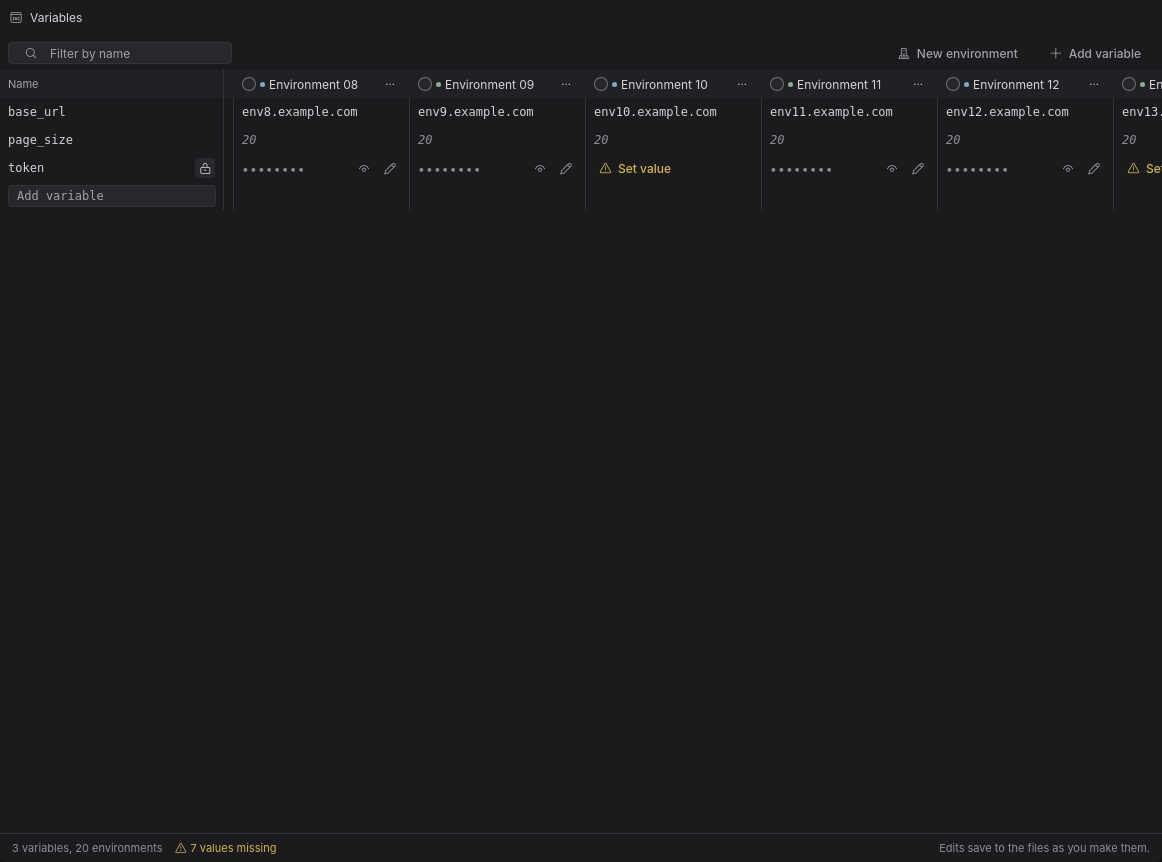 Variables
Filter by name
New environment
Add variable
Name
Environment 08
Environment 09
Environment 10
Environment 11
Environment 12
En
base_url
env8.example.com
env9.example.com
env10.example.com
env11.example.com
env12.example.com
env13.
page_size
20
20
20
20
20
20
token
••••••••
••••••••
Set value
••••••••
••••••••
Set
Add variable
3 variables, 20 environments
7 values missing
Edits save to the files as you make them.